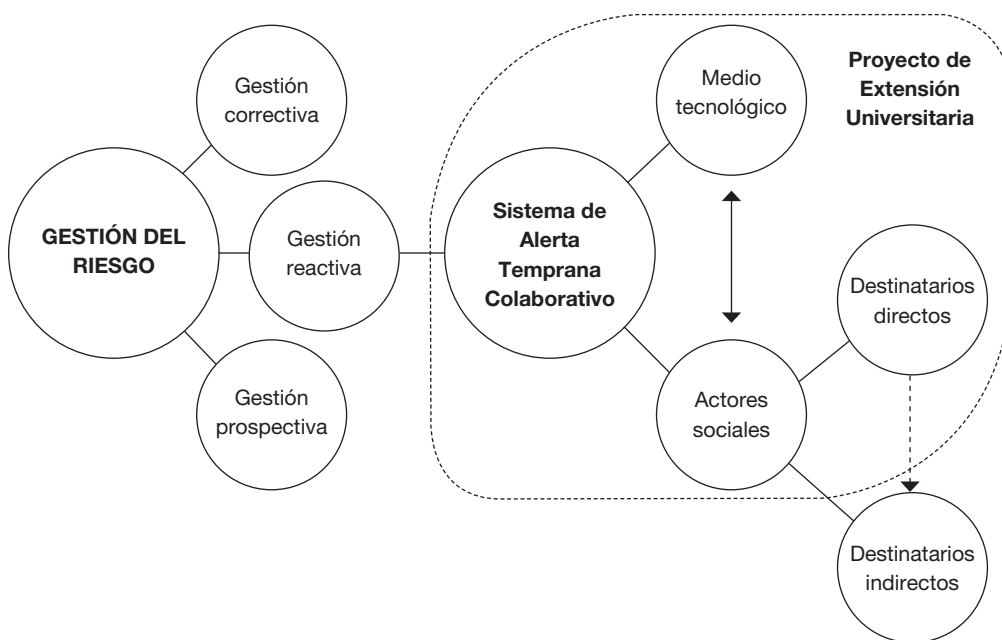 Gestión
correctiva
GESTIÓN DEL
RIESGO
Gestión
reactiva
Gestión
prospectiva
Sistema de
Alerta
Temprana
Colaborativo
Medio
tecnológico
Proyecto de
Extensión
Universitaria
Actores
sociales
Destinatarios
directos
Destinatarios
indirectos